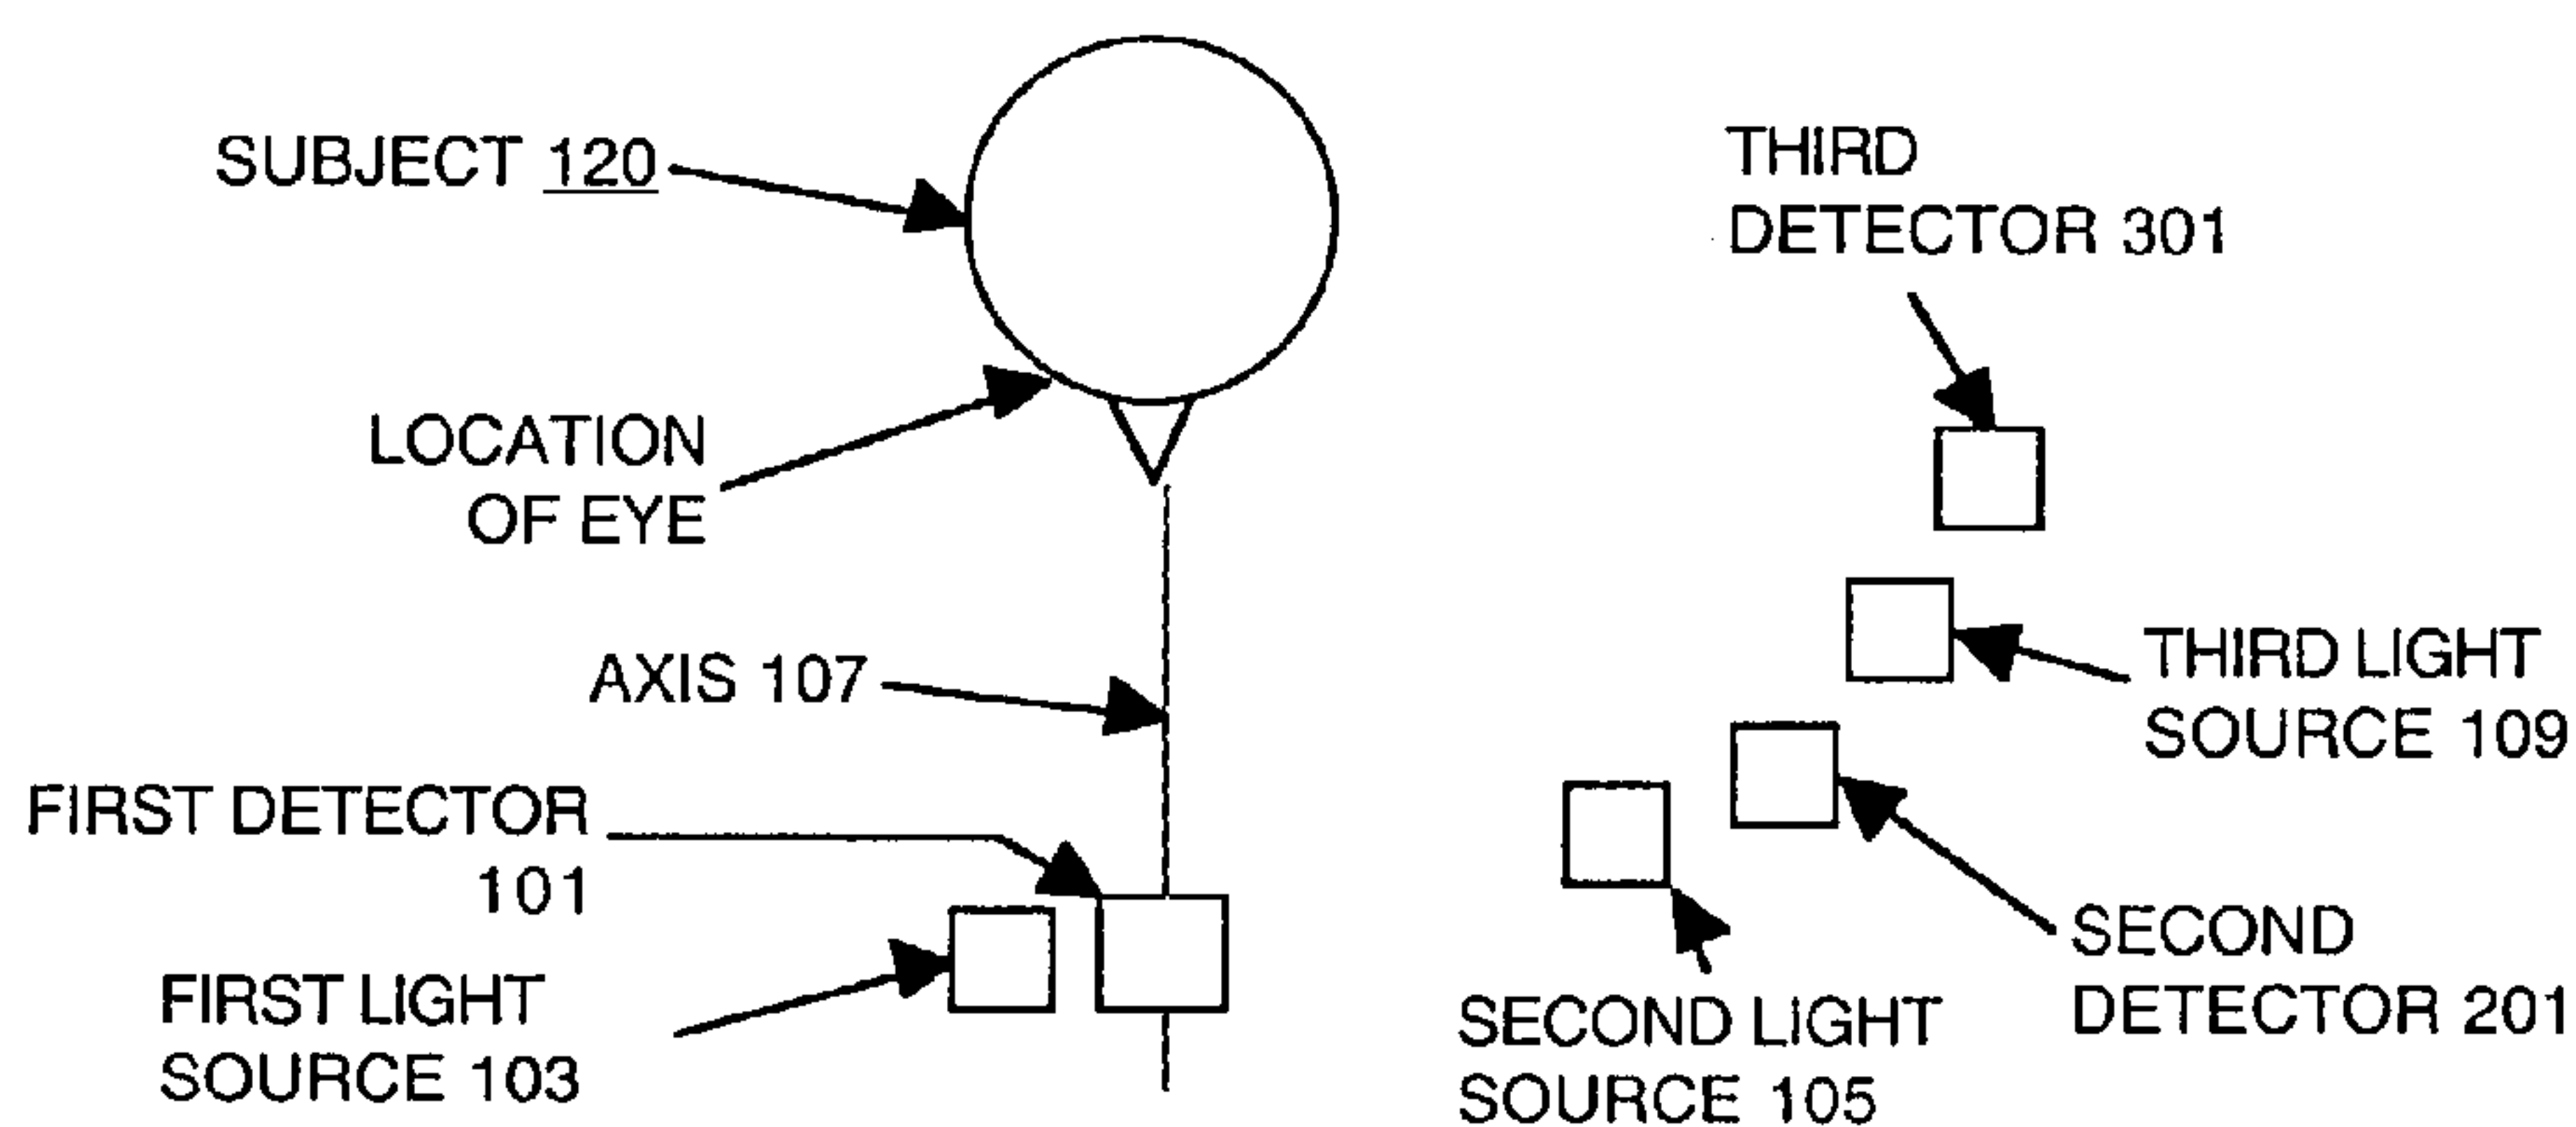 SUBJECT 120
THIRD
DETECTOR 301
LOCATION
OF EYE
AXIS 107
THIRD LIGHT
SOURCE 109
FIRST DETECTOR
101
FIRST LIGHT
SOURCE 103
SECOND
DETECTOR 201
SECOND LIGHT
SOURCE 105